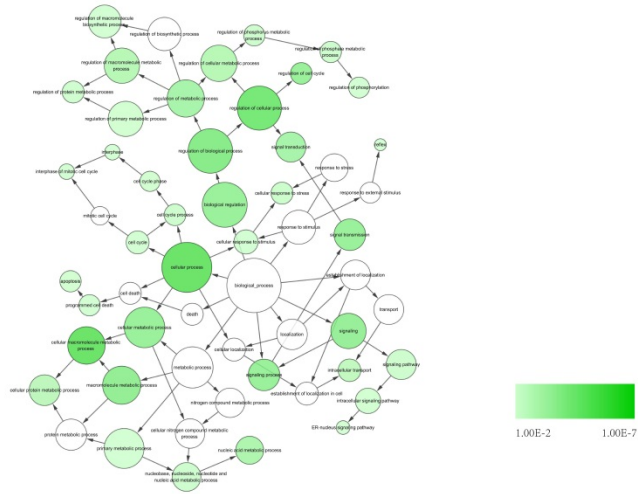 regulation of macromolecule
biosynthetic process
regulation of biosynthetic process
regulation of phosphorus metabolic
process
regulation of phosphate metabolic
process
regulation of macromolecule metabolic
process
regulation of cellular metabolic process
regulation of cell cycle
regulation of phosphorylation
regulation of protein metabolic process
regulation of metabolic process
regulation of cellular process
regulation of primary metabolic process
signal transduction
reflex
interphase
regulation of biological process
response to stress
interphase of mitotic cell cycle
cell cycle phase
cellular response to stress
response to external stimulus
biological regulation
mitotic cell cycle
cell cycle process
response to stimulus
signal transmission
cell cycle
cellular response to stimulus
cellular process
biological_process
establishment of localization
apoptosis
cell death
programmed cell death
death
transport
cellular metabolic process
localization
signaling
cellular macromolecule metabolic
process
cellular localization
metabolic process
signaling process
intracellular transport
signaling pathway
cellular protein metabolic process
macromolecule metabolic process
nitrogen compound metabolic process
establishment of localization in cell
intracellular signaling pathway
protein metabolic process
cellular nitrogen compound metabolic
process
ER-nucleus signaling pathway
primary metabolic process
nucleic acid metabolic process
nucleobase, nucleoside, nucleotide and
nucleic acid metabolic process
1.00E-2 1.00E-7